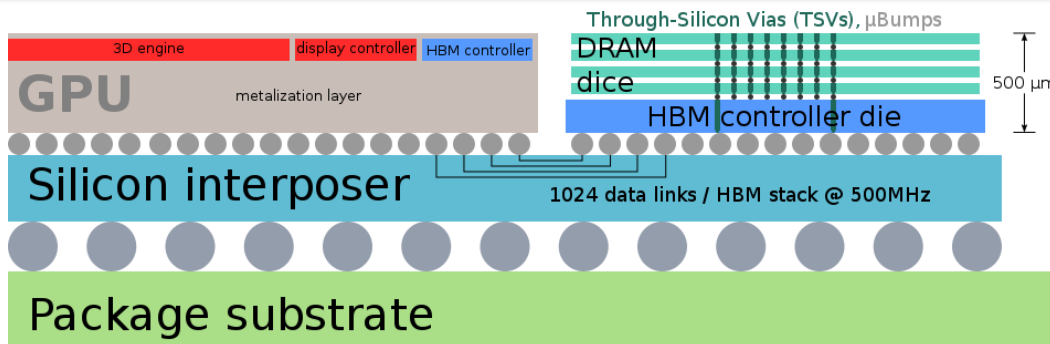 Through-Silicon Vias (TSVs), µBumps
3D engine
display controller
HBM controller
DRAM
dice
500 µm
GPU
metalization layer
HBM controller die
Silicon interposer
1024 data links / HBM stack @ 500MHz
Package substrate